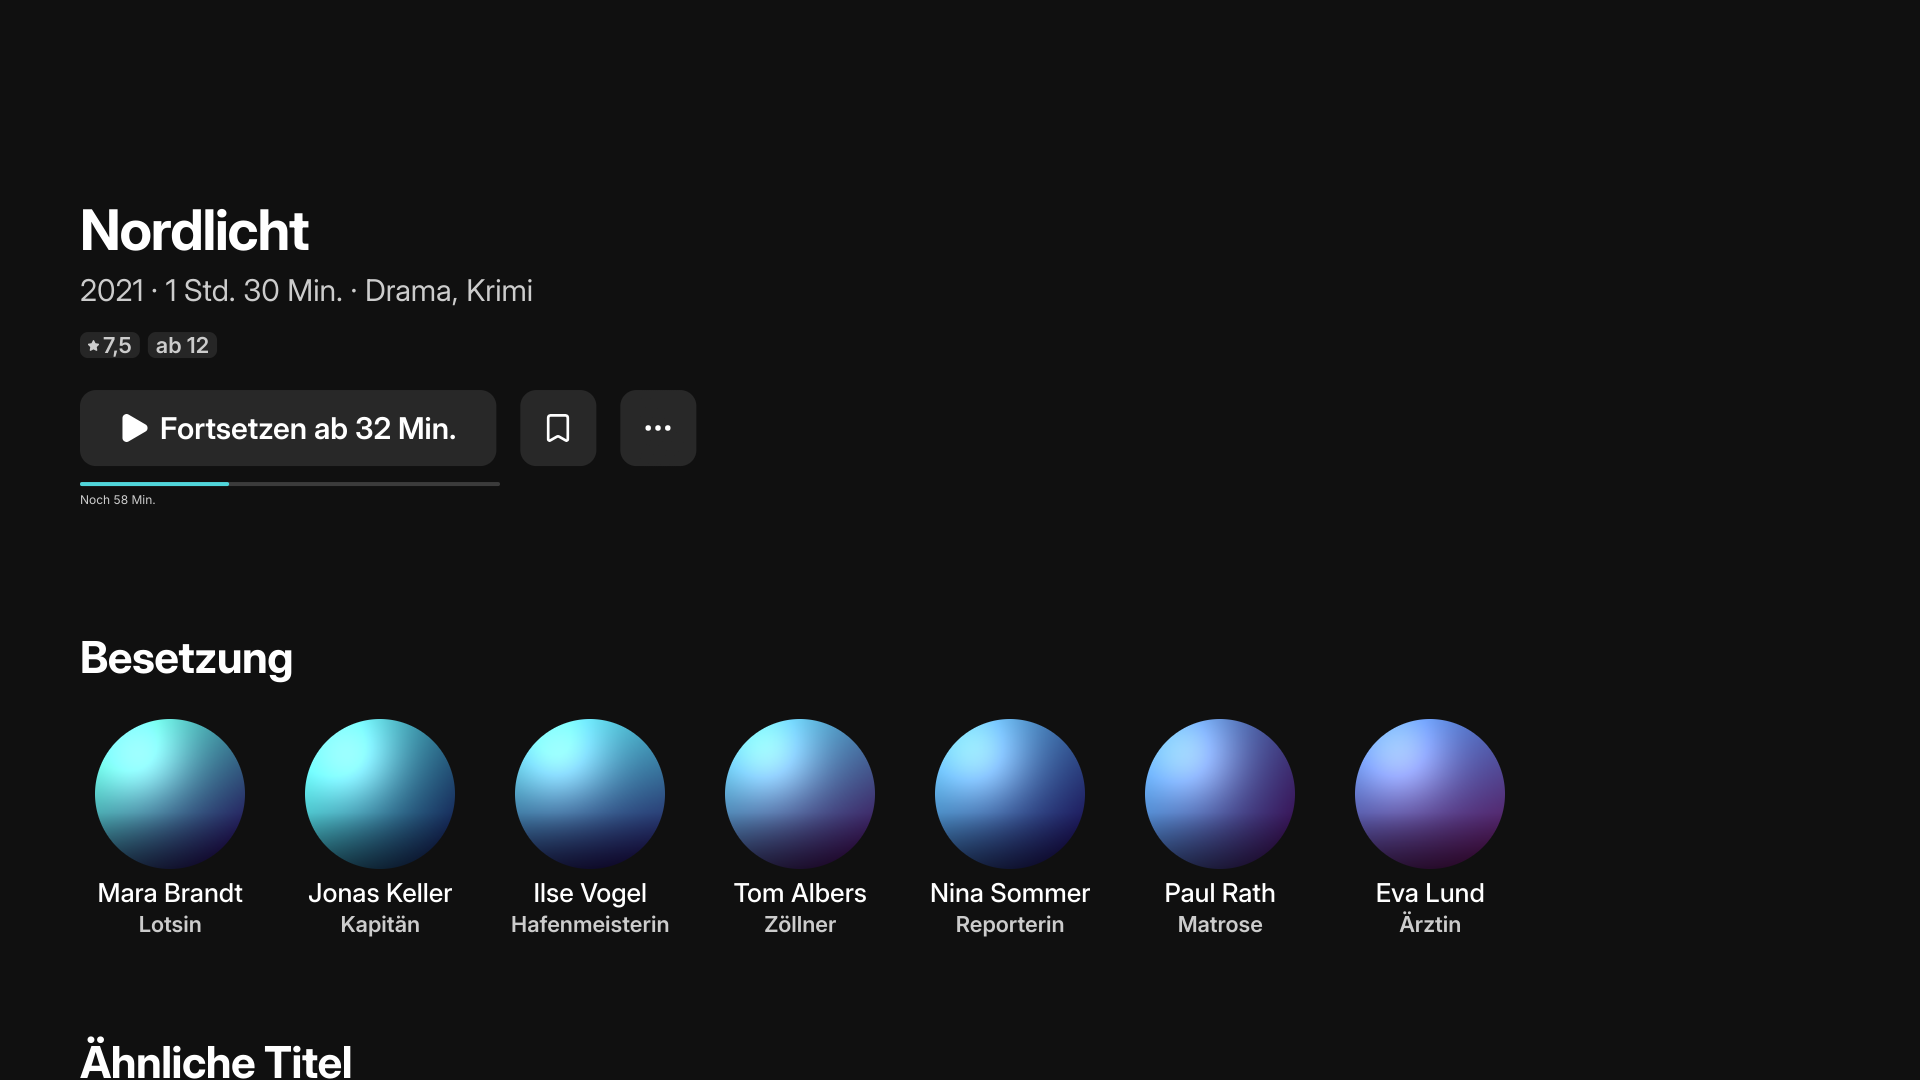 Nordlicht
2021 · 1 Std. 30 Min. · Drama, Krimi
7,5 ab 12
Fortsetzen ab 32 Min.
Noch 58 Min.
Besetzung
Mara Brandt Jonas Keller Ilse Vogel Tom Albers Nina Sommer Paul Rath Eva Lund
Lotsin Kapitän Hafenmeisterin Zöllner Reporterin Matrose Ärztin
Ähnliche Titel